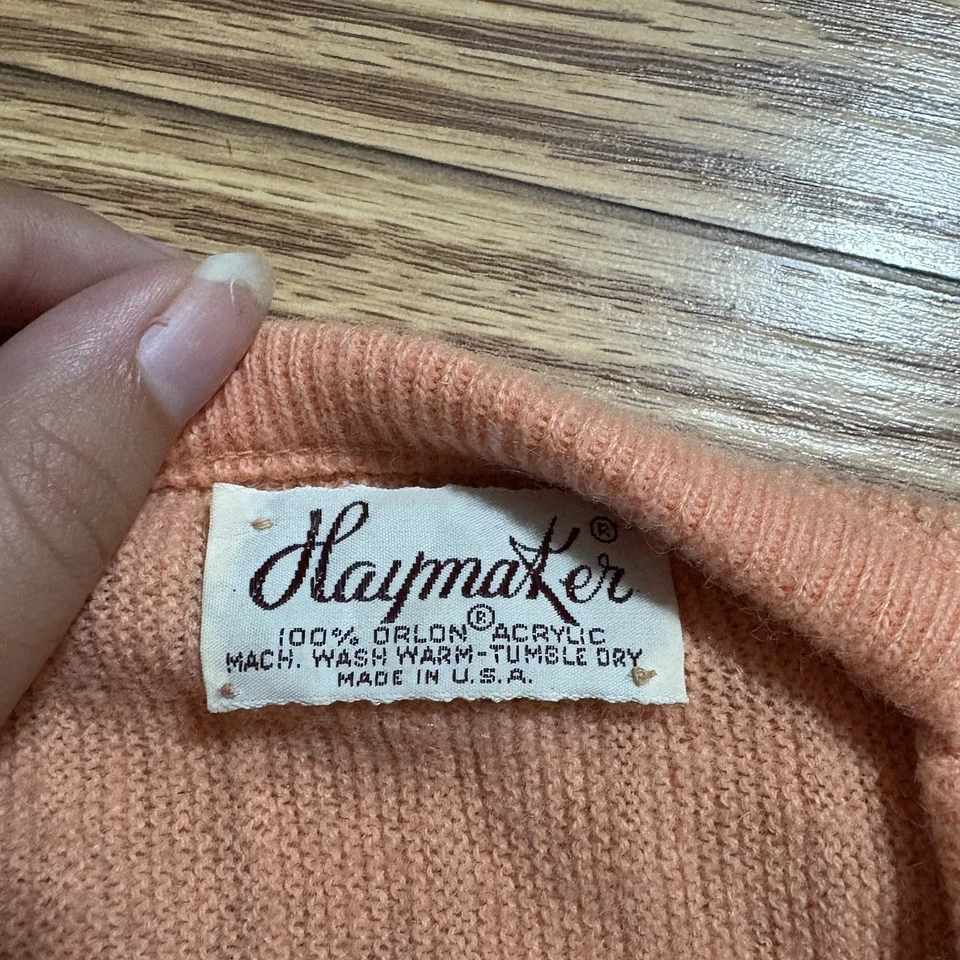 Haymaker®
100% ORLON® ACRYLIC
MACH. WASH WARM-TUMBLE DRY
MADE IN U.S.A.